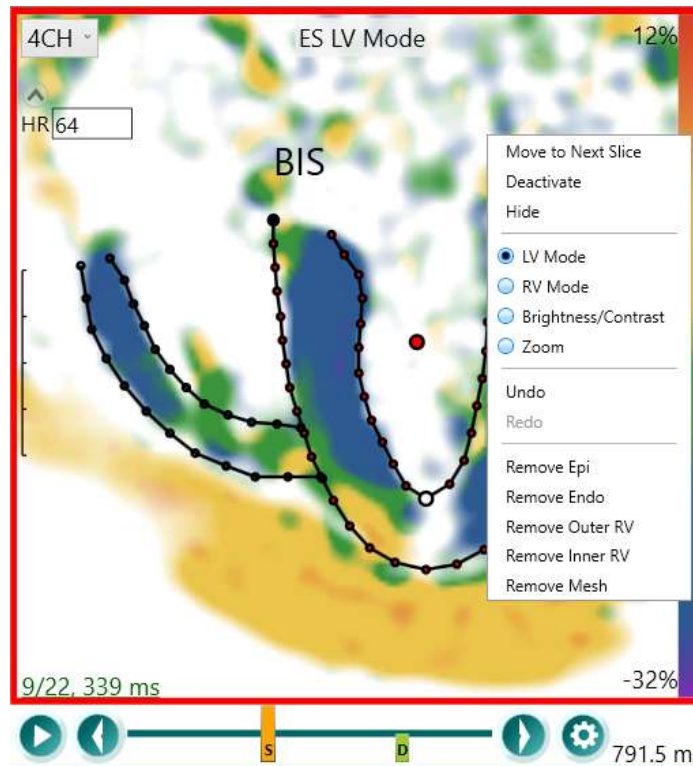 4CH
ES LV Mode
12%
HR 64
BIS
Move to Next Slice
Deactivate
Hide
LV Mode
RV Mode
Brightness/Contrast
Zoom
Undo
Redo
Remove Epi
Remove Endo
Remove Outer RV
Remove Inner RV
Remove Mesh
9/22, 339 ms
-32%
S
D
791.5 m